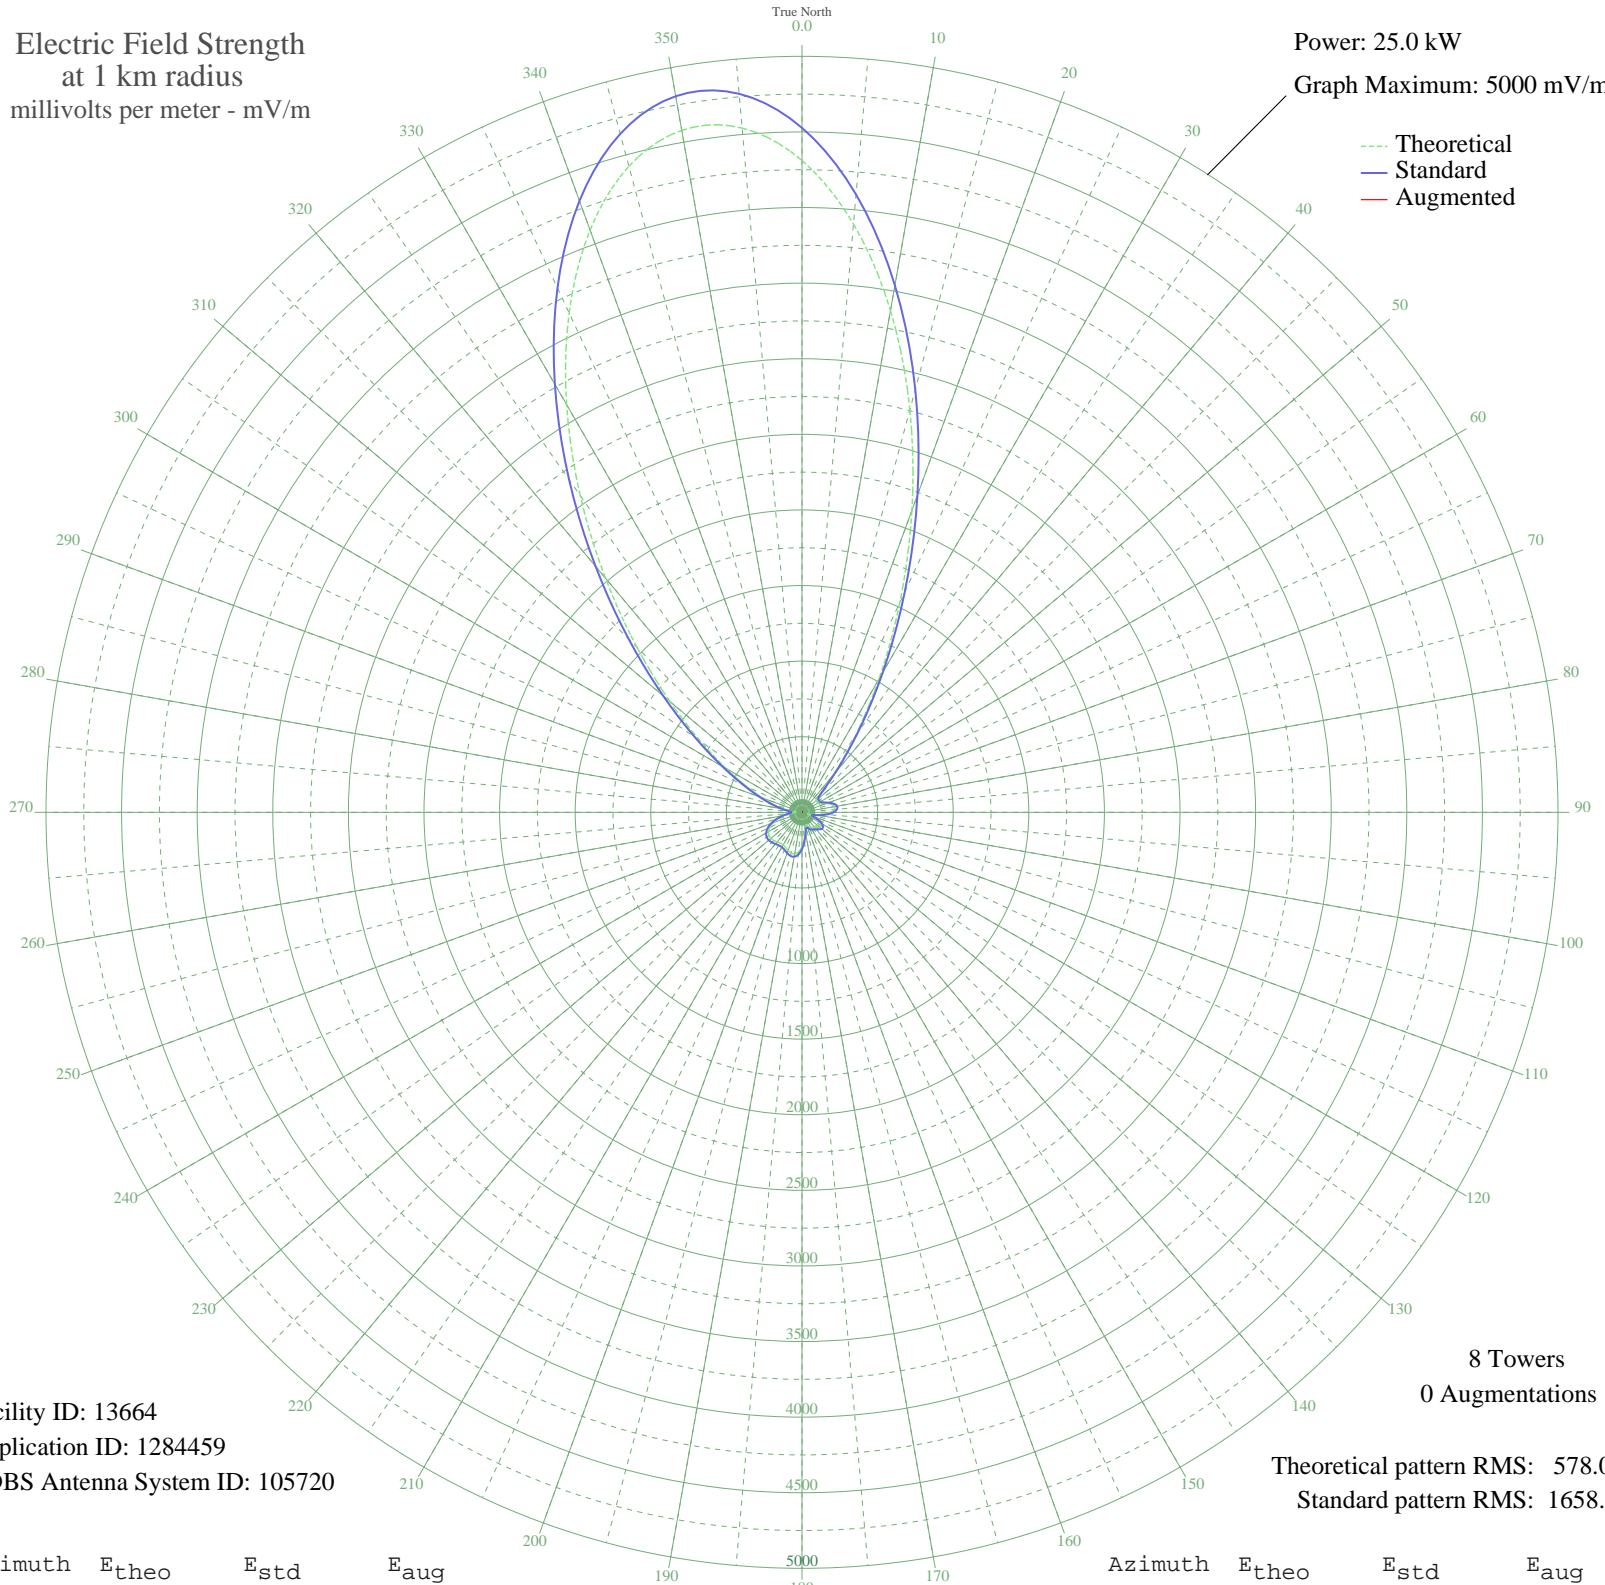 True North
0.0
Electric Field Strength
at 1 km radius
millivolts per meter - mV/m
Power: 25.0 kW
Graph Maximum: 5000 mV/m
Theoretical
Standard
Augmented
10
20
30
40
50
60
70
80
90
100
110
120
130
140
150
160
170
190
200
210
220
230
240
250
260
270
280
290
300
310
320
330
340
350
1000
1500
2000
2500
3000
3500
4000
4500
5000
8 Towers
0 Augmentations
cility ID: 13664
plication ID: 1284459
DBS Antenna System ID: 105720
Theoretical pattern RMS: 578.0
Standard pattern RMS: 1658.
imuth Etheo Estd Eaug
Azimuth Etheo Estd Eaug